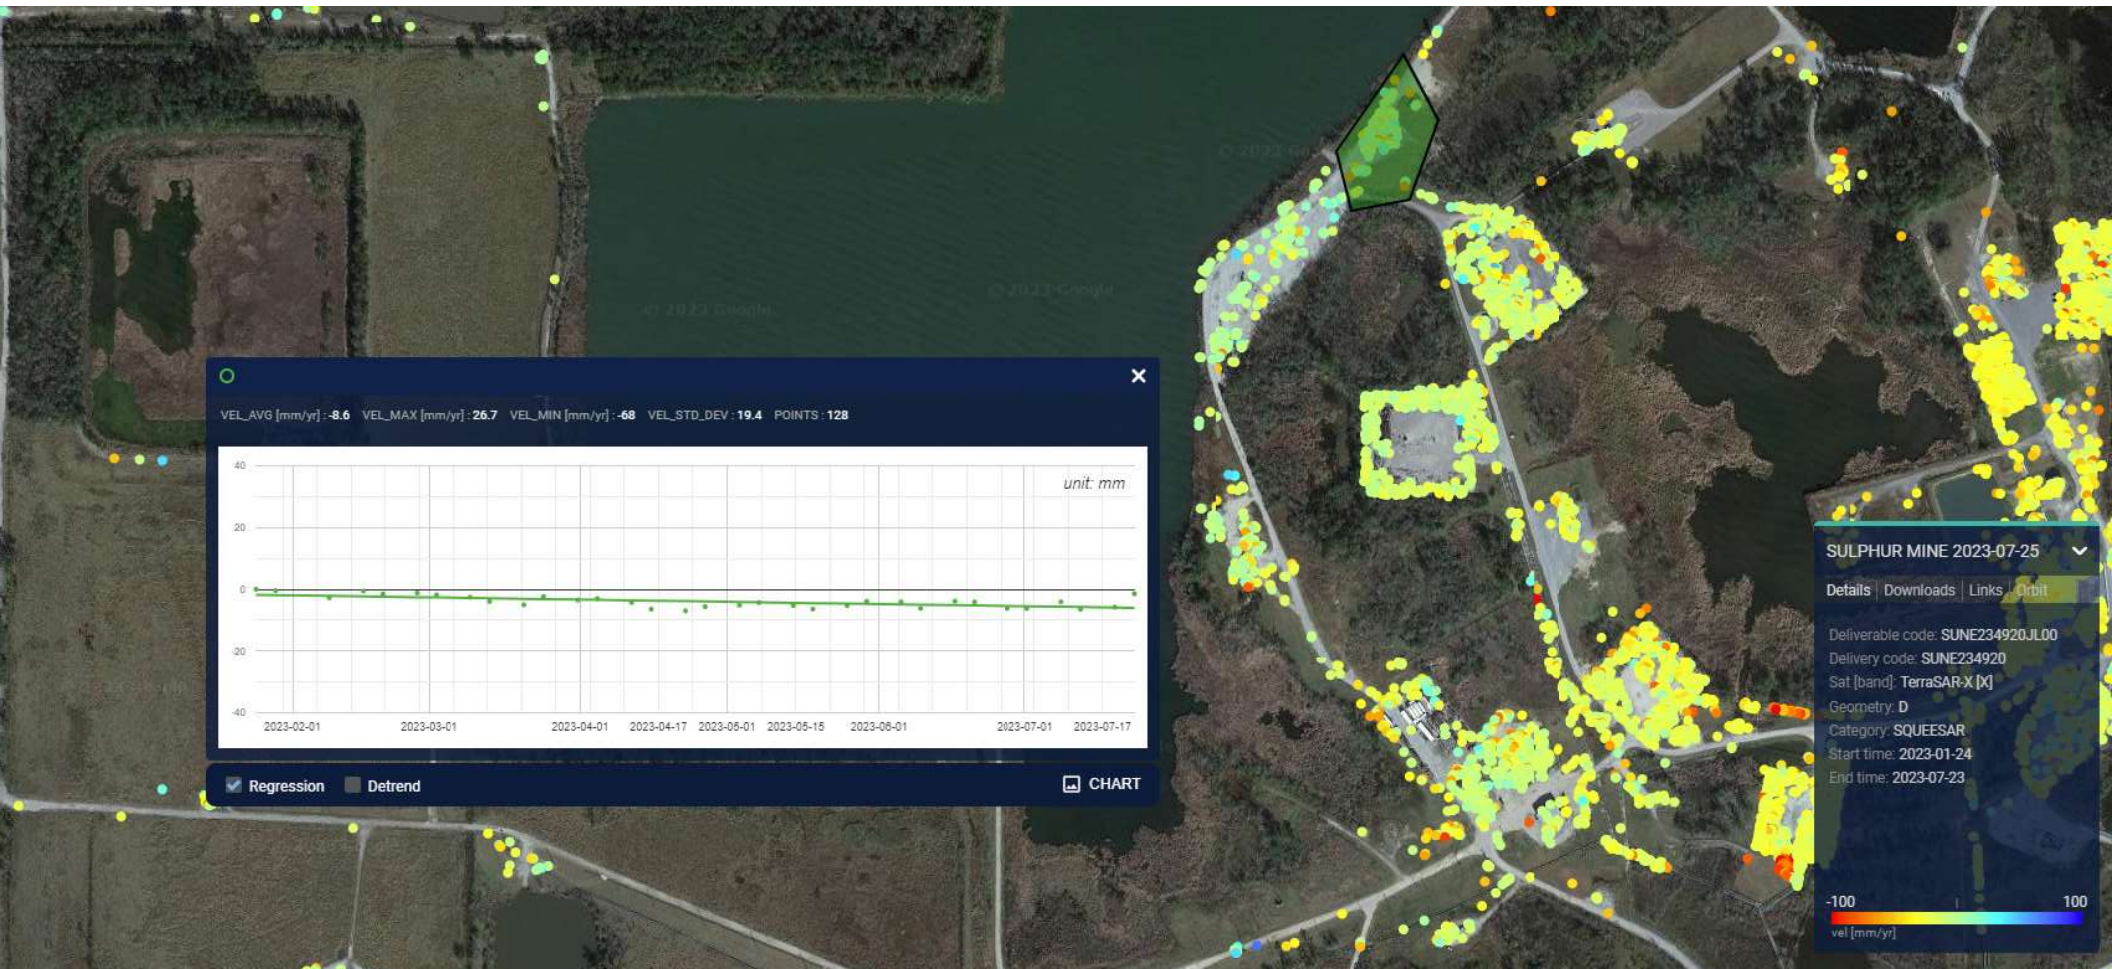 © 2023 Google
© 2023 Google
VEL_AVG [mm/yr] : -8.6 VEL_MAX [mm/yr] : 26.7 VEL_MIN [mm/yr] : -68 VEL_STD_DEV : 19.4 POINTS : 128
unit: mm
40
20
0
-20
-40
2023-02-01 2023-03-01 2023-04-01 2023-04-17 2023-05-01 2023-05-15 2023-06-01 2023-07-01 2023-07-17
Regression Detrend CHART
SULPHUR MINE 2023-07-25
Details Downloads Links Orbit
Deliverable code: SUNE234920JL00
Delivery code: SUNE234920
Sat [band]: TerraSAR-X [X]
Geometry: D
Category: SQUEESAR
Start time: 2023-01-24
End time: 2023-07-23
-100 100
vel [mm/yr]